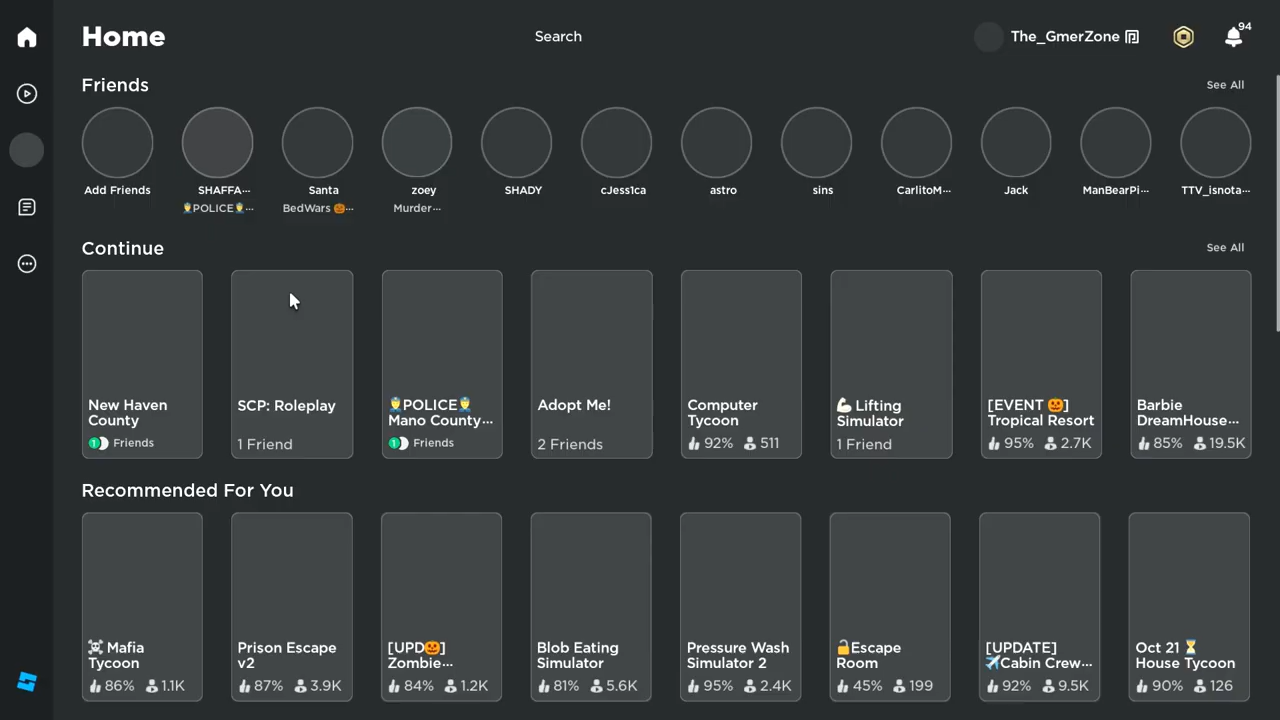 Home
Search
The_GmerZone
94
Friends
See All
Add Friends
SHAFFA...
Santa
zoey
SHADY
cJess1ca
astro
sins
CarlitoM...
Jack
ManBearPi...
TTV_isnota...
👮POLICE👮...
BedWars 🎃...
Murder...
Continue
See All
New Haven
County
1 Friends
SCP: Roleplay
1 Friend
👮POLICE👮
Mano County...
1 Friends
Adopt Me!
2 Friends
Computer
Tycoon
92% 511
💪 Lifting
Simulator
1 Friend
[EVENT 🎃]
Tropical Resort
95% 2.7K
Barbie
DreamHouse...
85% 19.5K
Recommended For You
☠️ Mafia
Tycoon
86% 1.1K
Prison Escape
v2
87% 3.9K
[UPD🎃]
Zombie...
84% 1.2K
Blob Eating
Simulator
81% 5.6K
Pressure Wash
Simulator 2
95% 2.4K
🔓Escape
Room
45% 199
[UPDATE]
✈️Cabin Crew...
92% 9.5K
Oct 21 ⏳
House Tycoon
90% 126